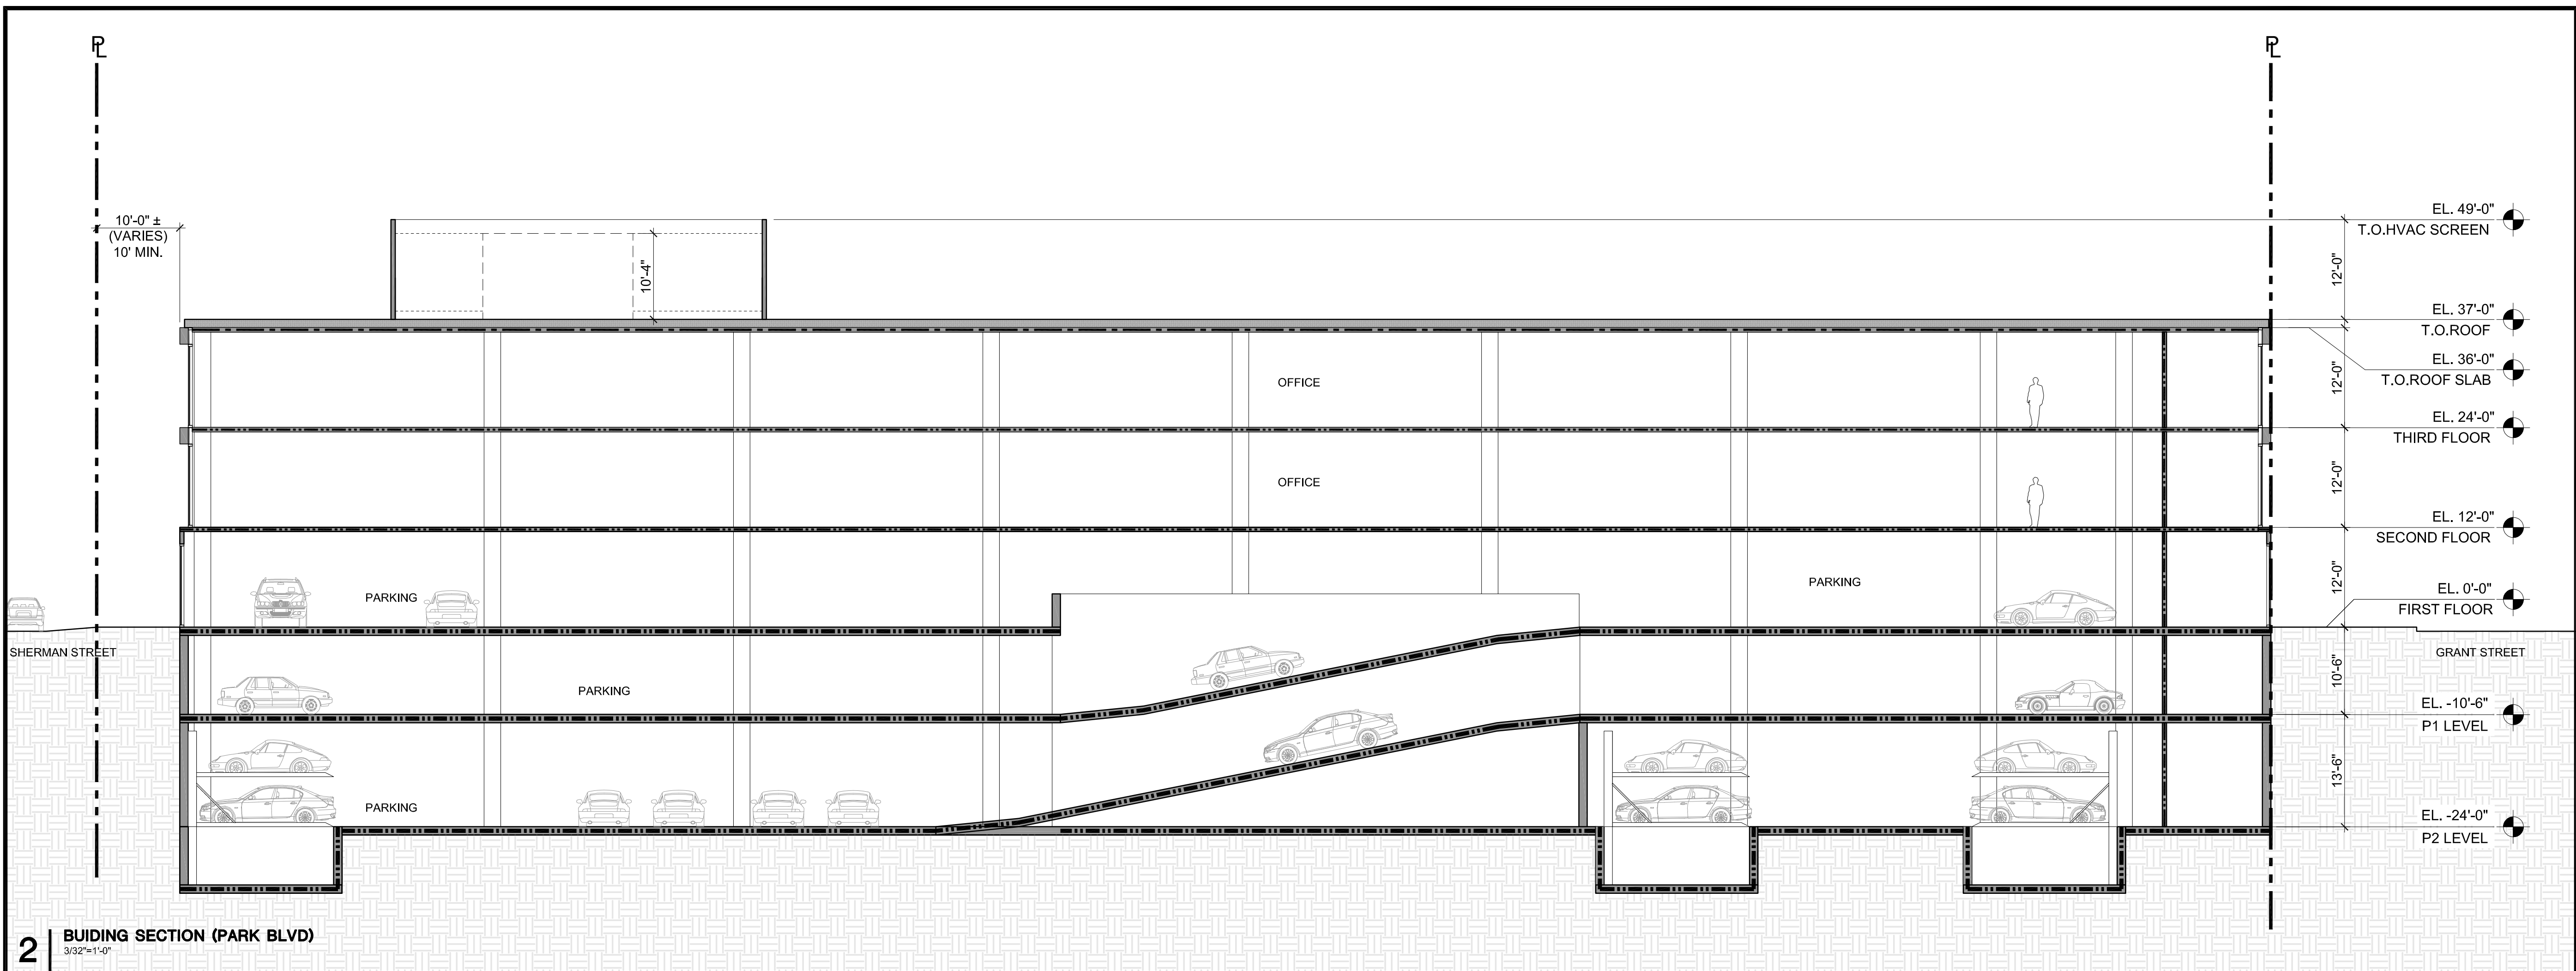 PL
PL
10'-0" ±
(VARIES)
10' MIN.
10'-4"
EL. 49'-0"
T.O.HVAC SCREEN
12'-0"
EL. 37'-0"
T.O.ROOF
EL. 36'-0"
T.O.ROOF SLAB
12'-0"
OFFICE
EL. 24'-0"
THIRD FLOOR
12'-0"
OFFICE
EL. 12'-0"
SECOND FLOOR
12'-0"
PARKING
PARKING
EL. 0'-0"
FIRST FLOOR
SHERMAN STREET
GRANT STREET
10'-6"
PARKING
EL. -10'-6"
P1 LEVEL
13'-6"
PARKING
EL. -24'-0"
P2 LEVEL
2
BUIDING SECTION (PARK BLVD)
3/32"=1'-0"